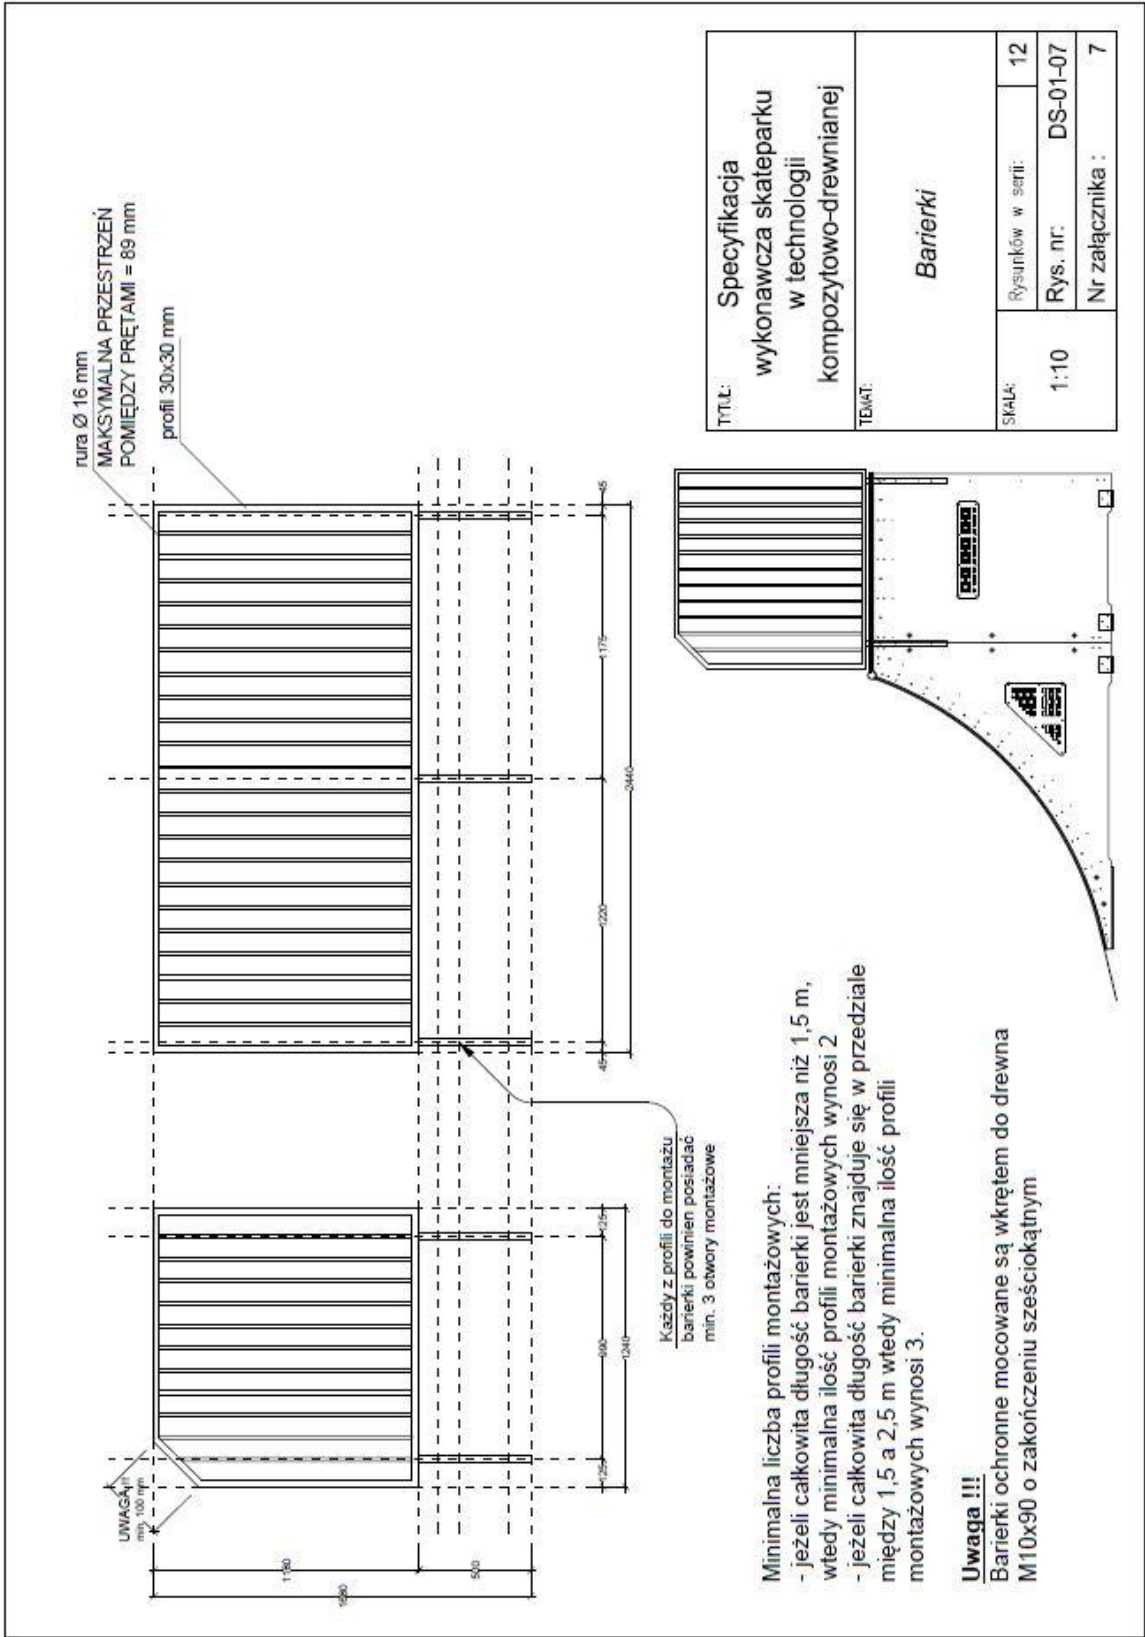 UWAGA !!!
min. 100 mm
rura Ø 16 mm
MAKSYMALNA PRZESTRZEŃ
POMIĘDZY PRĘTAMI = 89 mm
profil 30x30 mm
1180
500
1680
125
990
125
1240
45
1220
1175
45
2440
Każdy z profili do montażu
barierki powinien posiadać
min. 3 otwory montażowe
Minimalna liczba profili montażowych:
- jeżeli całkowita długość barierki jest mniejsza niż 1,5 m,
wtedy minimalna ilość profili montażowych wynosi 2
- jeżeli całkowita długość barierki znajduje się w przedziale
między 1,5 a 2,5 m wtedy minimalna ilość profili
montażowych wynosi 3.
Uwaga !!!
Barierki ochronne mocowane są wkrętem do drewna
M10x90 o zakończeniu sześciokątnym
TYTUŁ:
Specyfikacja
wykonawcza skateparku
w technologii
kompozytowo-drewnianej
TEMAT:
Barierki
SKALA:
1:10
Rysunków w serii: 12
Rys. nr: DS-01-07
Nr załącznika : 7